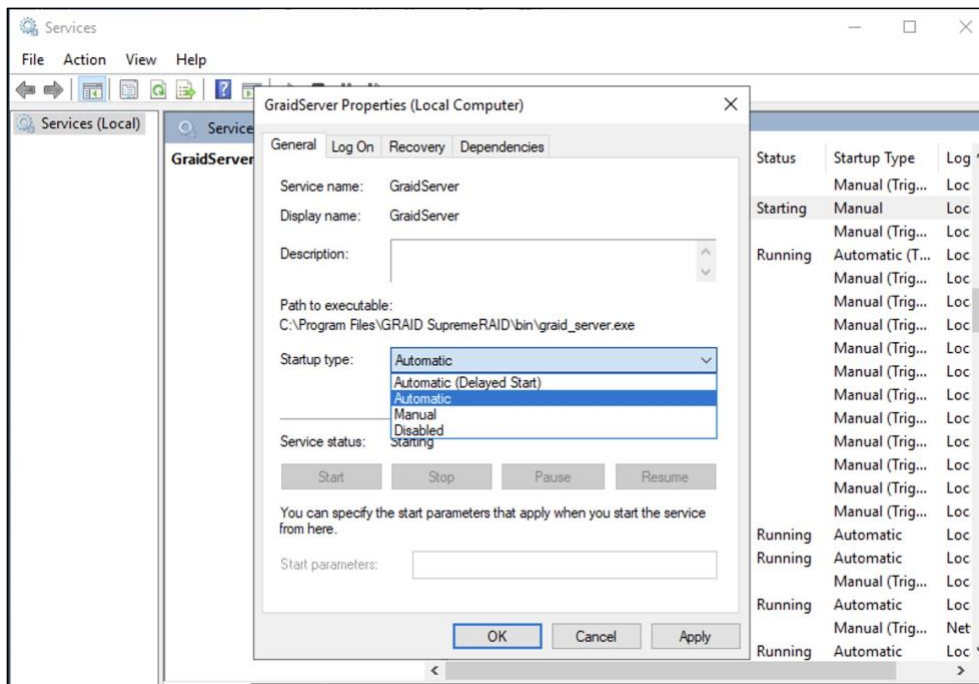 Services
File Action View Help
Services (Local)
Service
GraidServer
GraidServer Properties (Local Computer)
General Log On Recovery Dependencies
Service name: GraidServer
Display name: GraidServer
Description:
Path to executable:
C:\Program Files\GRAID SupremeRAID\bin\graid_server.exe
Startup type: Automatic
Automatic (Delayed Start)
Automatic
Manual
Disabled
Service status: Starting
Start Stop Pause Resume
You can specify the start parameters that apply when you start the service
from here.
Start parameters:
OK Cancel Apply
Status Startup Type Log
Manual (Trig... Loc
Starting Manual Loc
Manual (Trig... Loc
Running Automatic (T... Loc
Manual (Trig... Loc
Manual (Trig... Loc
Manual (Trig... Loc
Manual (Trig... Loc
Manual (Trig... Loc
Manual (Trig... Loc
Manual (Trig... Loc
Manual (Trig... Loc
Manual (Trig... Loc
Manual (Trig... Loc
Manual (Trig... Loc
Running Automatic Loc
Running Automatic Loc
Manual (Trig... Loc
Running Automatic Loc
Manual (Trig... Net
Running Automatic Loc